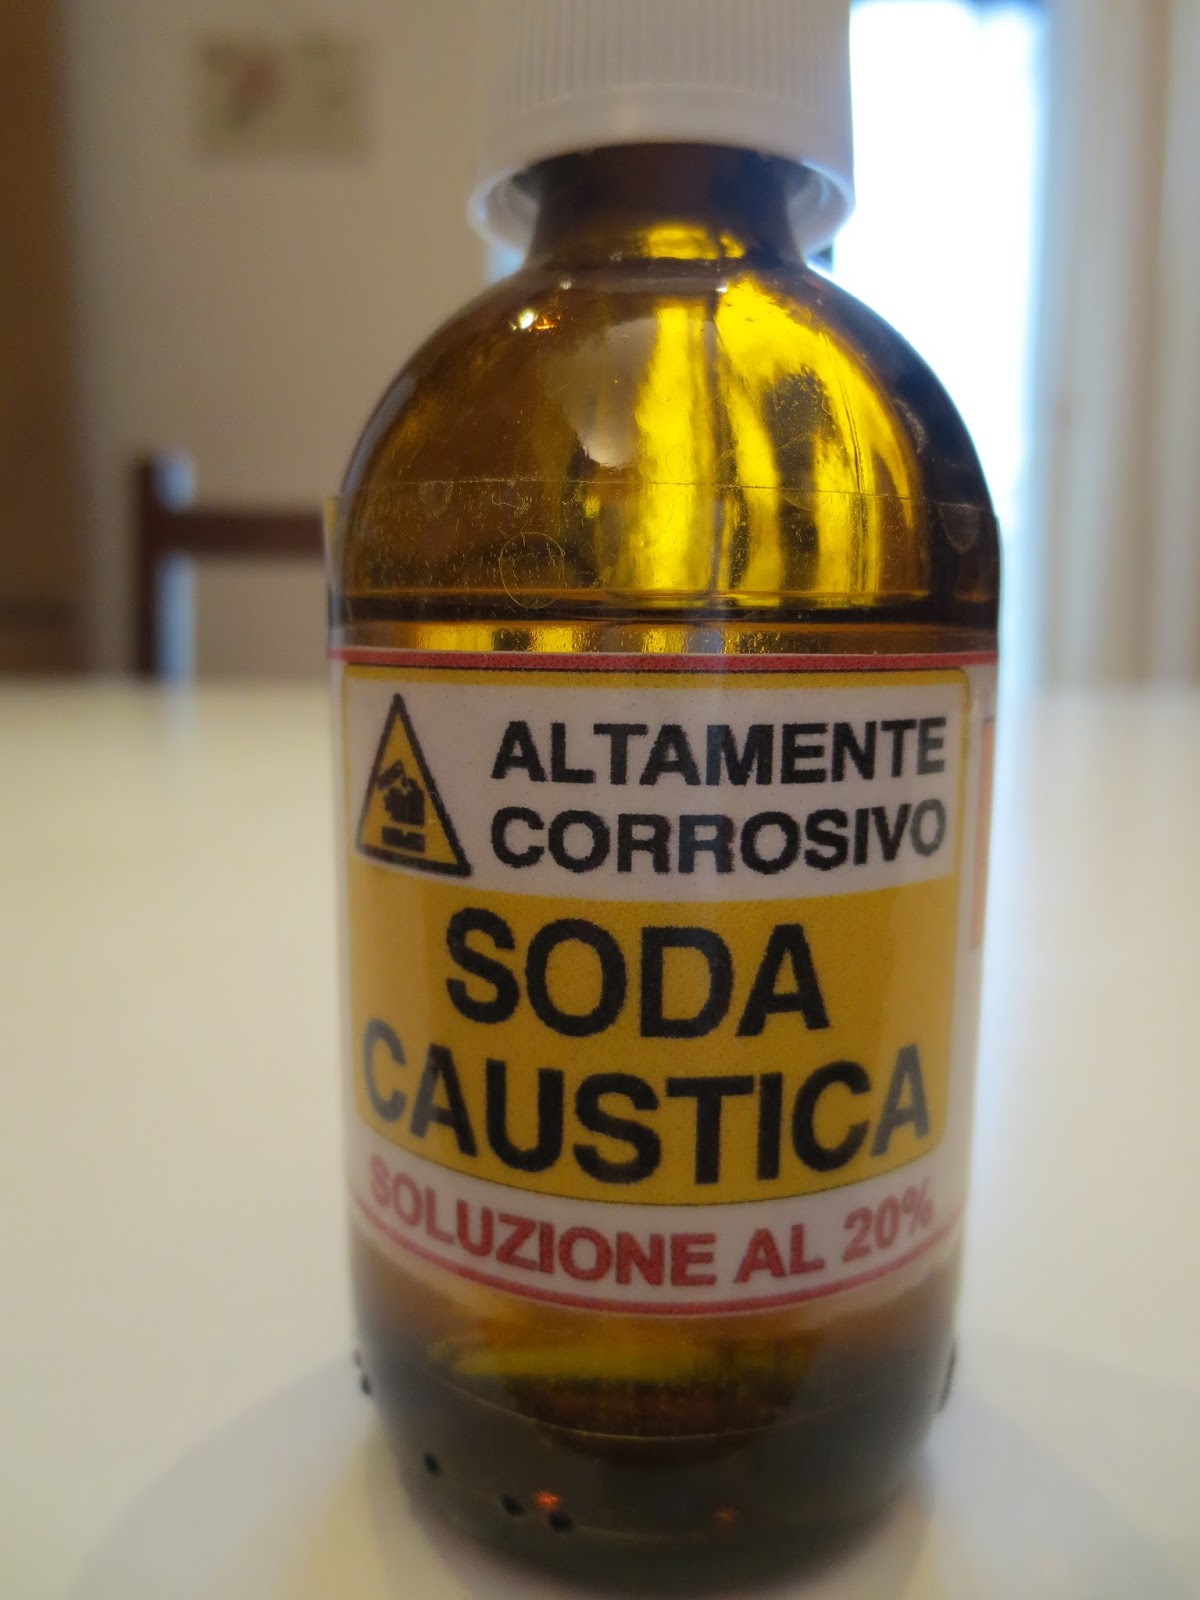 ALTAMENTE
CORROSIVO
SODA
CAUSTICA
SOLUZIONE AL 20%